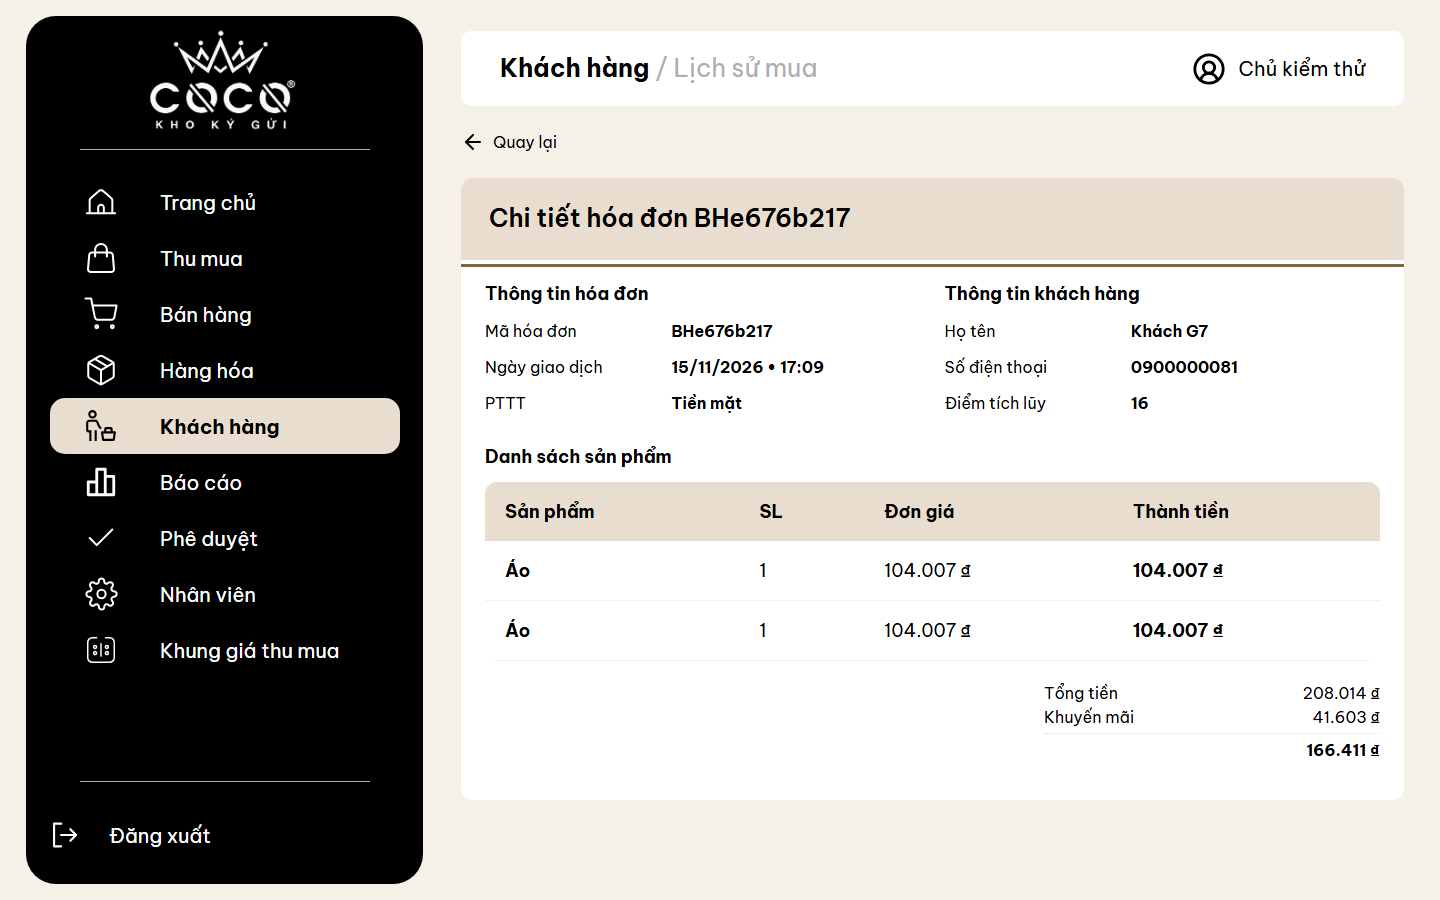 COCO®
KHO KÝ GỬI
Trang chủ
Thu mua
Bán hàng
Hàng hóa
Khách hàng
Báo cáo
Phê duyệt
Nhân viên
Khung giá thu mua
Đăng xuất
Khách hàng / Lịch sử mua
Chủ kiểm thử
Quay lại
Chi tiết hóa đơn BHe676b217
Thông tin hóa đơn
Mã hóa đơn BHe676b217
Ngày giao dịch 15/11/2026 • 17:09
PTTT Tiền mặt
Thông tin khách hàng
Họ tên Khách G7
Số điện thoại 0900000081
Điểm tích lũy 16
Danh sách sản phẩm
Sản phẩm SL Đơn giá Thành tiền
Áo 1 104.007 ₫ 104.007 ₫
Áo 1 104.007 ₫ 104.007 ₫
Tổng tiền 208.014 ₫
Khuyến mãi 41.603 ₫
166.411 ₫